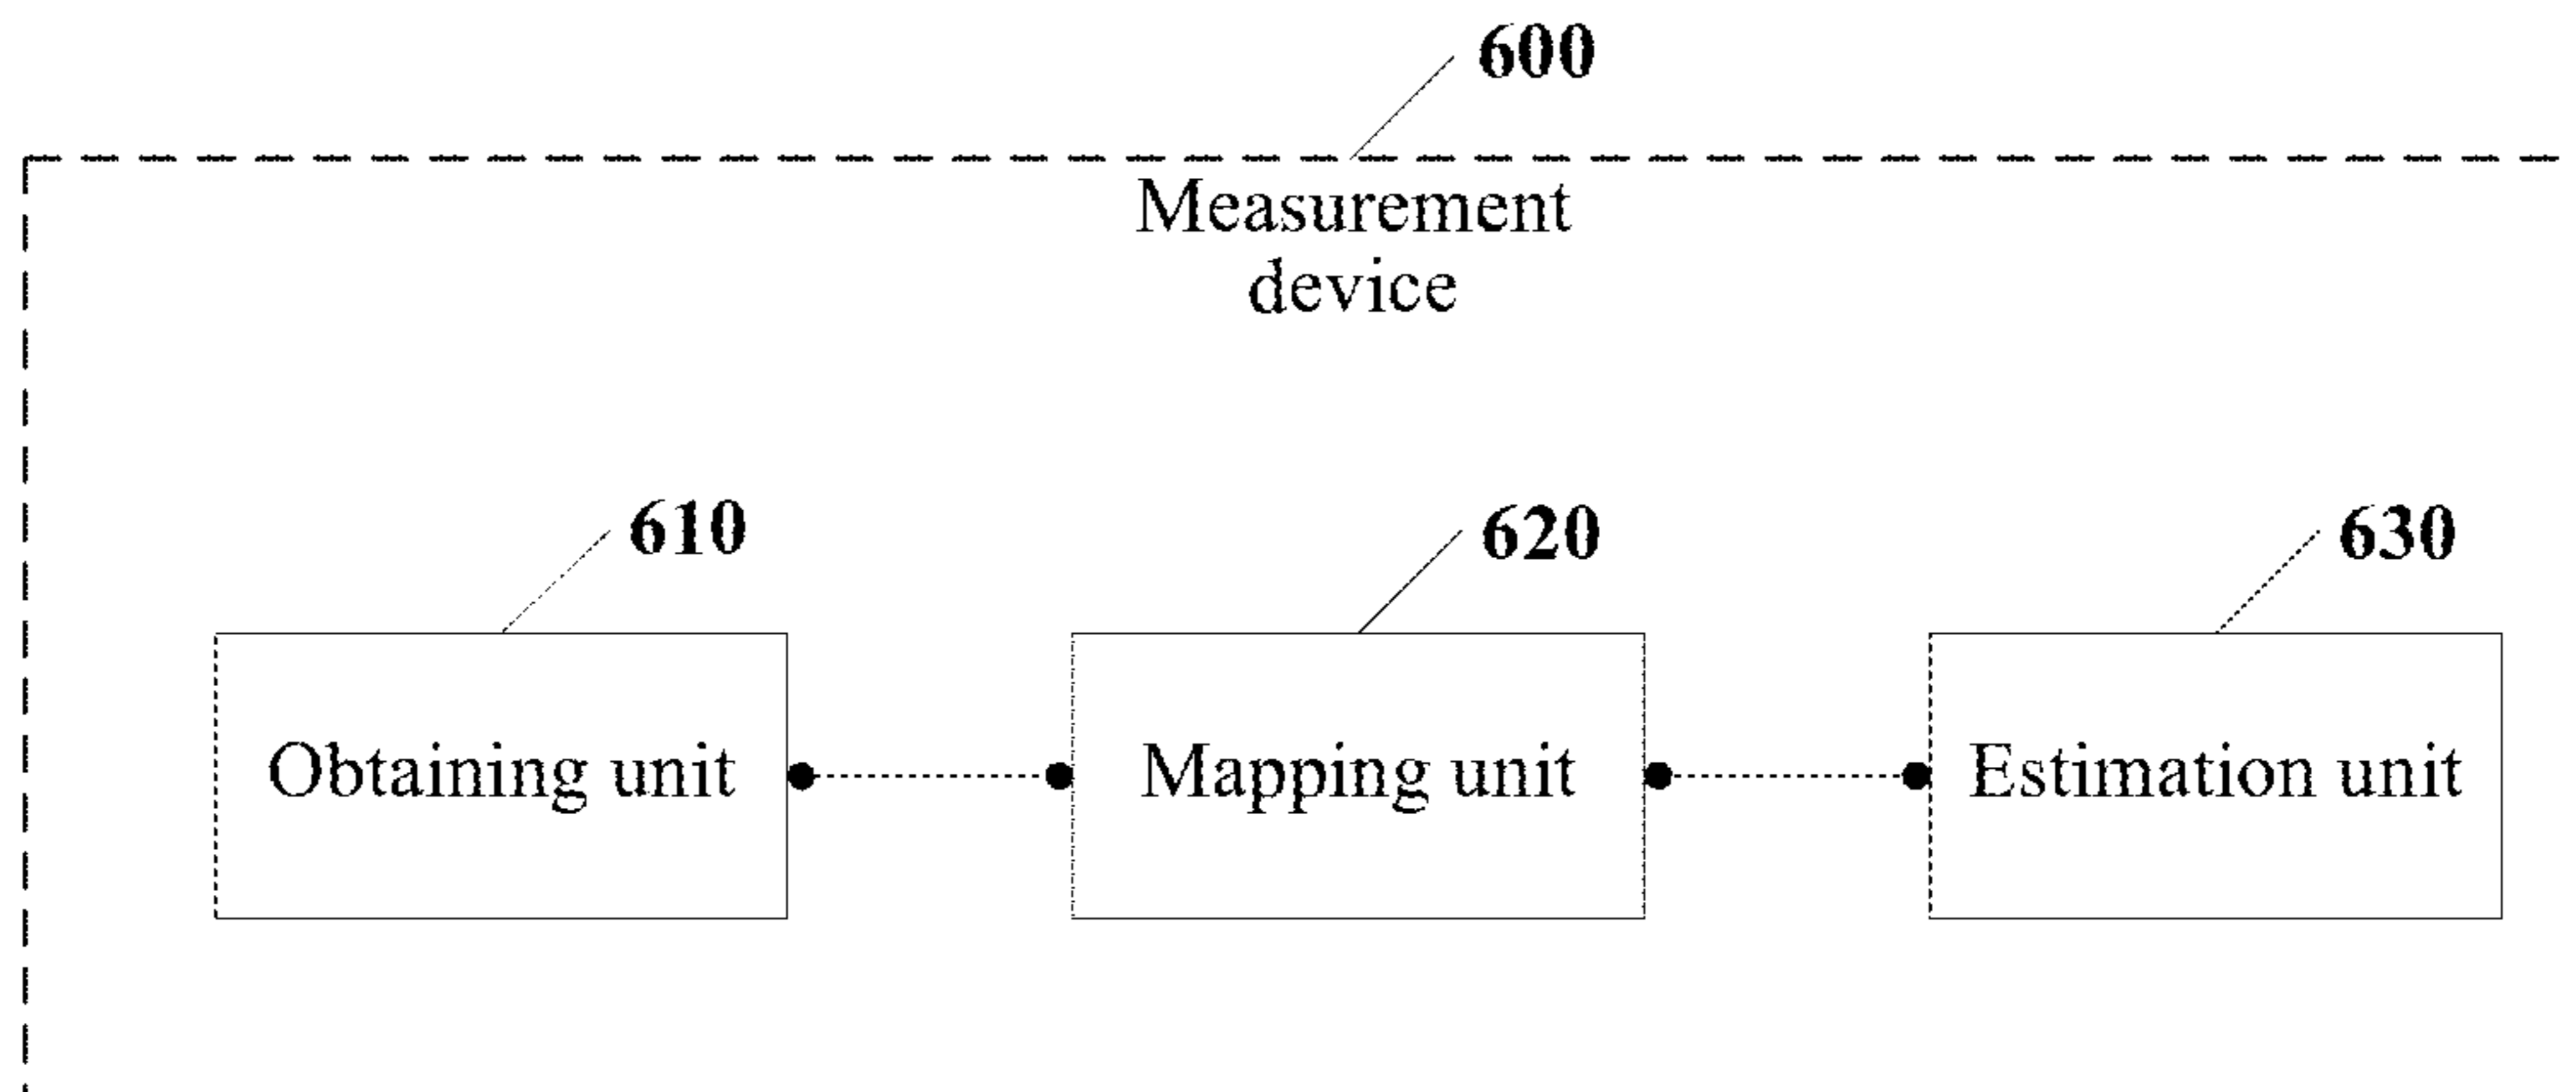 600
Measurement
device
610
620
630
Obtaining unit
Mapping unit
Estimation unit